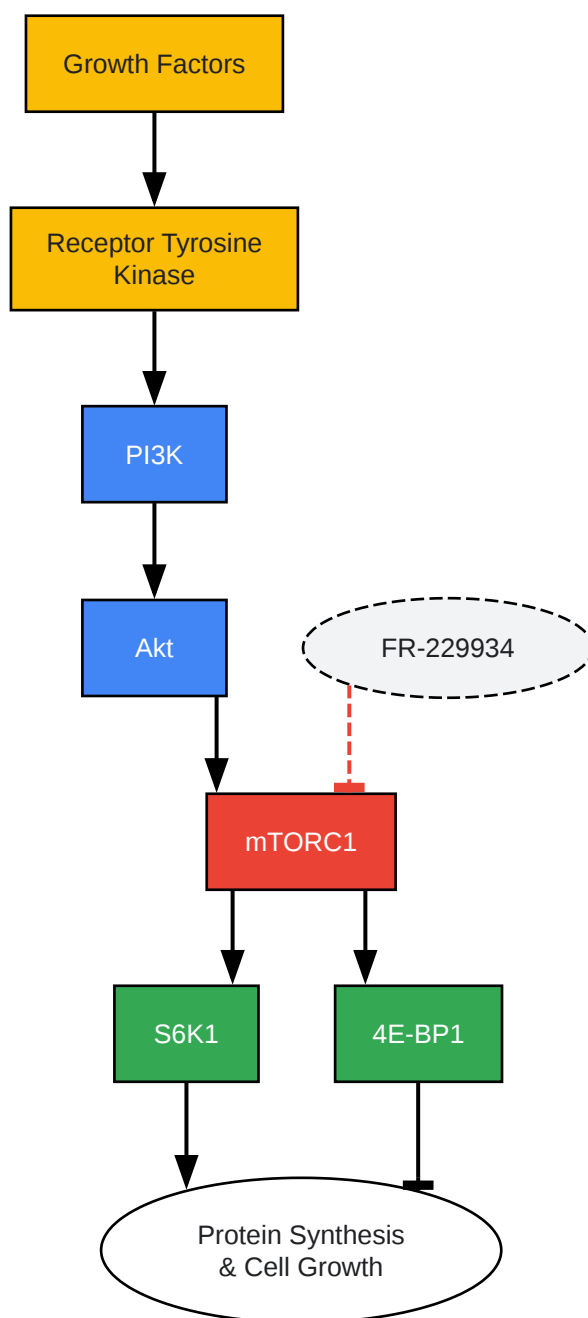 Growth Factors
Receptor Tyrosine
Kinase
PI3K
Akt
FR-229934
mTORC1
S6K1
4E-BP1
Protein Synthesis
& Cell Growth